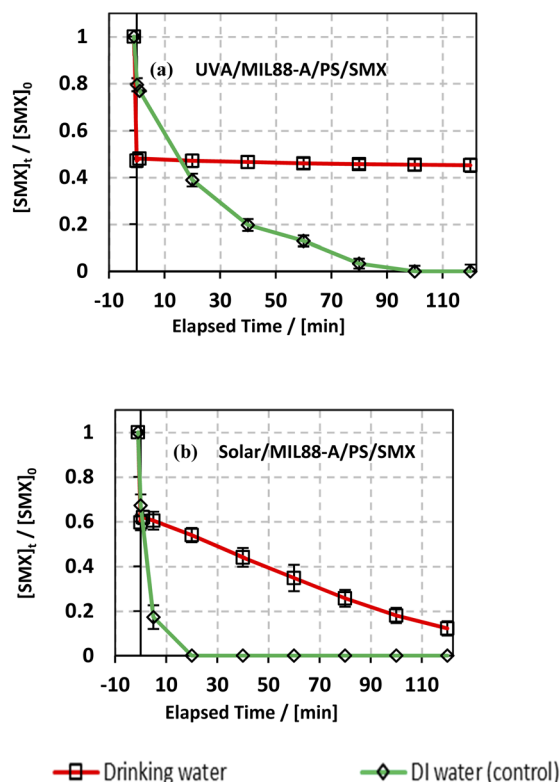 (a) UVA/MIL88-A/PS/SMX
[SMX]t / [SMX]0
1
0.8
0.6
0.4
0.2
0
-10 10 30 50 70 90 110
Elapsed Time / [min]
(b) Solar/MIL88-A/PS/SMX
[SMX]t / [SMX]0
1
0.8
0.6
0.4
0.2
0
-10 10 30 50 70 90 110
Elapsed Time / [min]
Drinking water DI water (control)